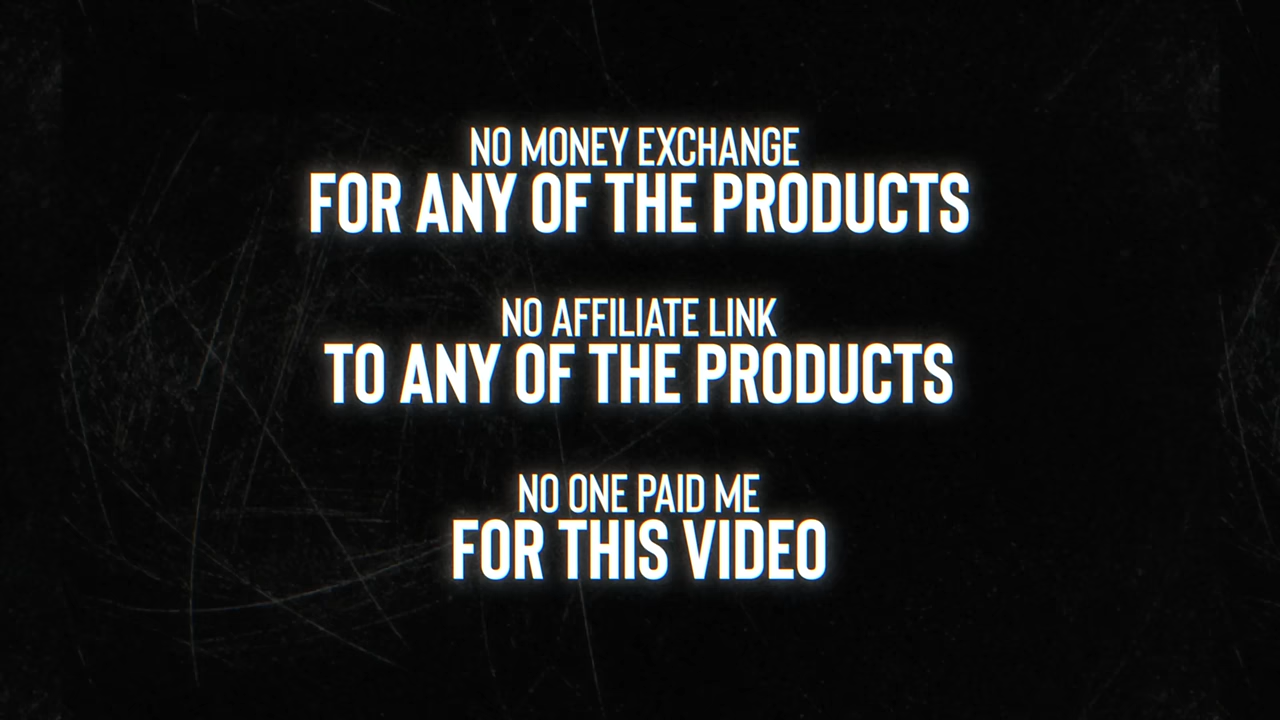 NO MONEY EXCHANGE
FOR ANY OF THE PRODUCTS
NO AFFILIATE LINK
TO ANY OF THE PRODUCTS
NO ONE PAID ME
FOR THIS VIDEO